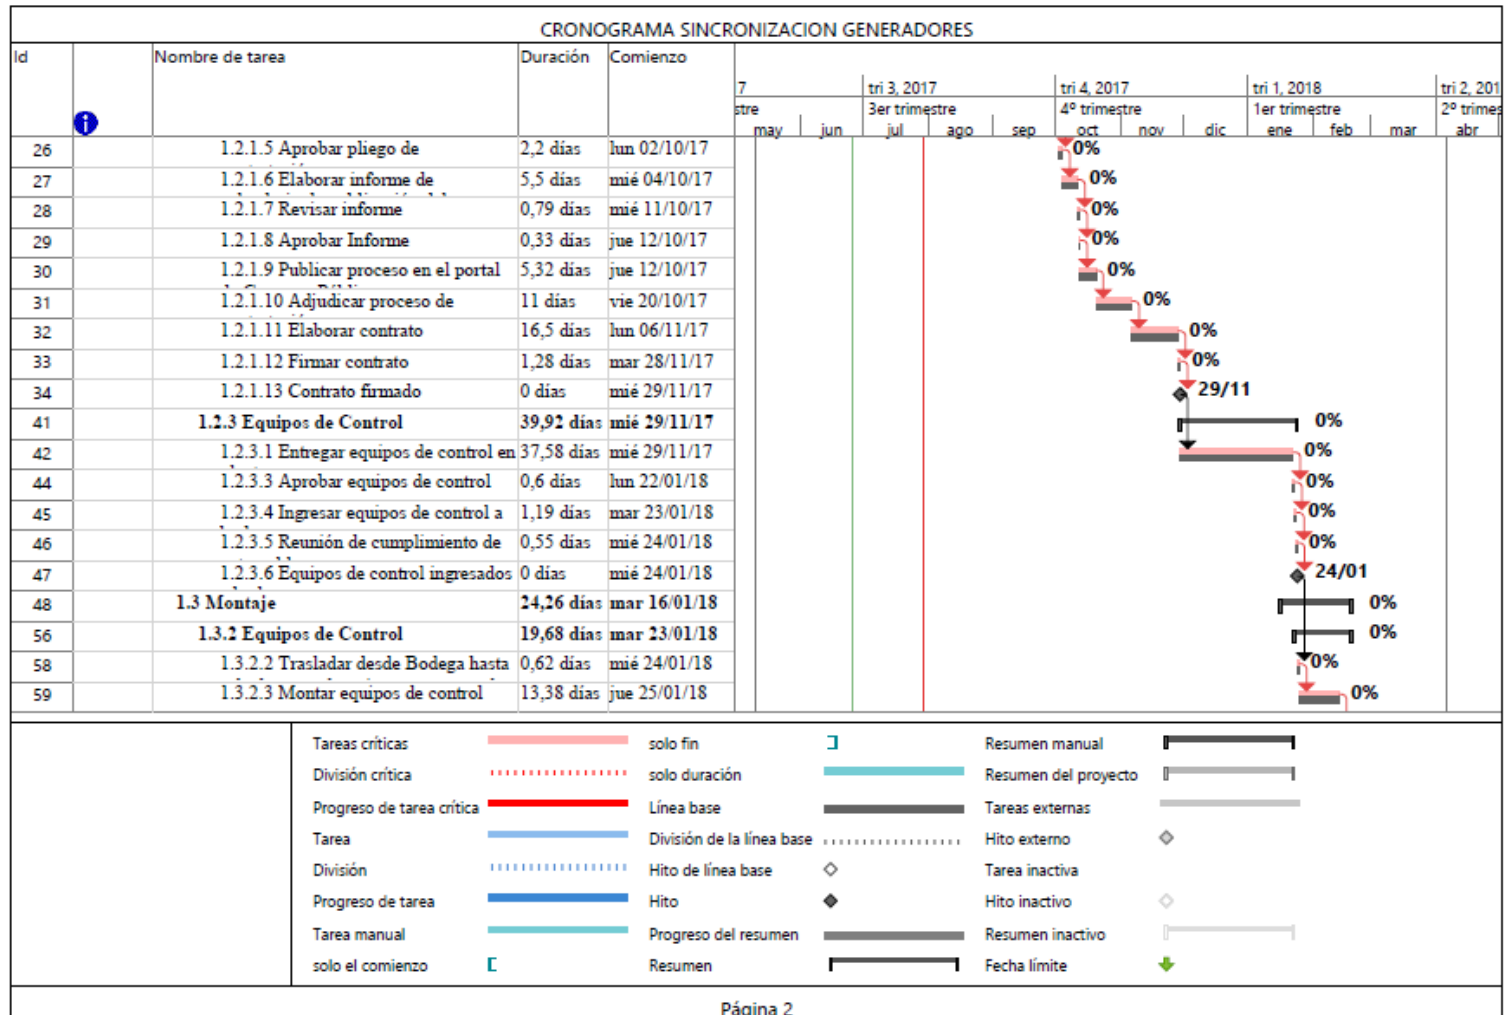 CRONOGRAMA SINCRONIZACION GENERADORES
Id Nombre de tarea Duración Comienzo
7 tri 3, 2017 tri 4, 2017 tri 1, 2018 tri 2, 201
stre 3er trimestre 4º trimestre 1er trimestre 2º trimes
may jun jul ago sep oct nov dic ene feb mar abr
26 1.2.1.5 Aprobar pliego de 2,2 días lun 02/10/17 0%
27 1.2.1.6 Elaborar informe de 5,5 días mié 04/10/17 0%
28 1.2.1.7 Revisar informe 0,79 días mié 11/10/17 0%
29 1.2.1.8 Aprobar Informe 0,33 días jue 12/10/17 0%
30 1.2.1.9 Publicar proceso en el portal 5,32 días jue 12/10/17 0%
31 1.2.1.10 Adjudicar proceso de 11 días vie 20/10/17 0%
32 1.2.1.11 Elaborar contrato 16,5 días lun 06/11/17 0%
33 1.2.1.12 Firmar contrato 1,28 días mar 28/11/17 0%
34 1.2.1.13 Contrato firmado 0 días mié 29/11/17 29/11
41 1.2.3 Equipos de Control 39,92 días mié 29/11/17 0%
42 1.2.3.1 Entregar equipos de control en 37,58 días mié 29/11/17 0%
44 1.2.3.3 Aprobar equipos de control 0,6 días lun 22/01/18 0%
45 1.2.3.4 Ingresar equipos de control a 1,19 días mar 23/01/18 0%
46 1.2.3.5 Reunión de cumplimiento de 0,55 días mié 24/01/18 0%
47 1.2.3.6 Equipos de control ingresados 0 días mié 24/01/18 24/01
48 1.3 Montaje 24,26 días mar 16/01/18 0%
56 1.3.2 Equipos de Control 19,68 días mar 23/01/18 0%
58 1.3.2.2 Trasladar desde Bodega hasta 0,62 días mié 24/01/18 0%
59 1.3.2.3 Montar equipos de control 13,38 días jue 25/01/18 0%
Tareas críticas solo fin Resumen manual
División crítica solo duración Resumen del proyecto
Progreso de tarea crítica Línea base Tareas externas
Tarea División de la línea base Hito externo
División Hito de línea base Tarea inactiva
Progreso de tarea Hito Hito inactivo
Tarea manual Progreso del resumen Resumen inactivo
solo el comienzo Resumen Fecha límite
Página 2